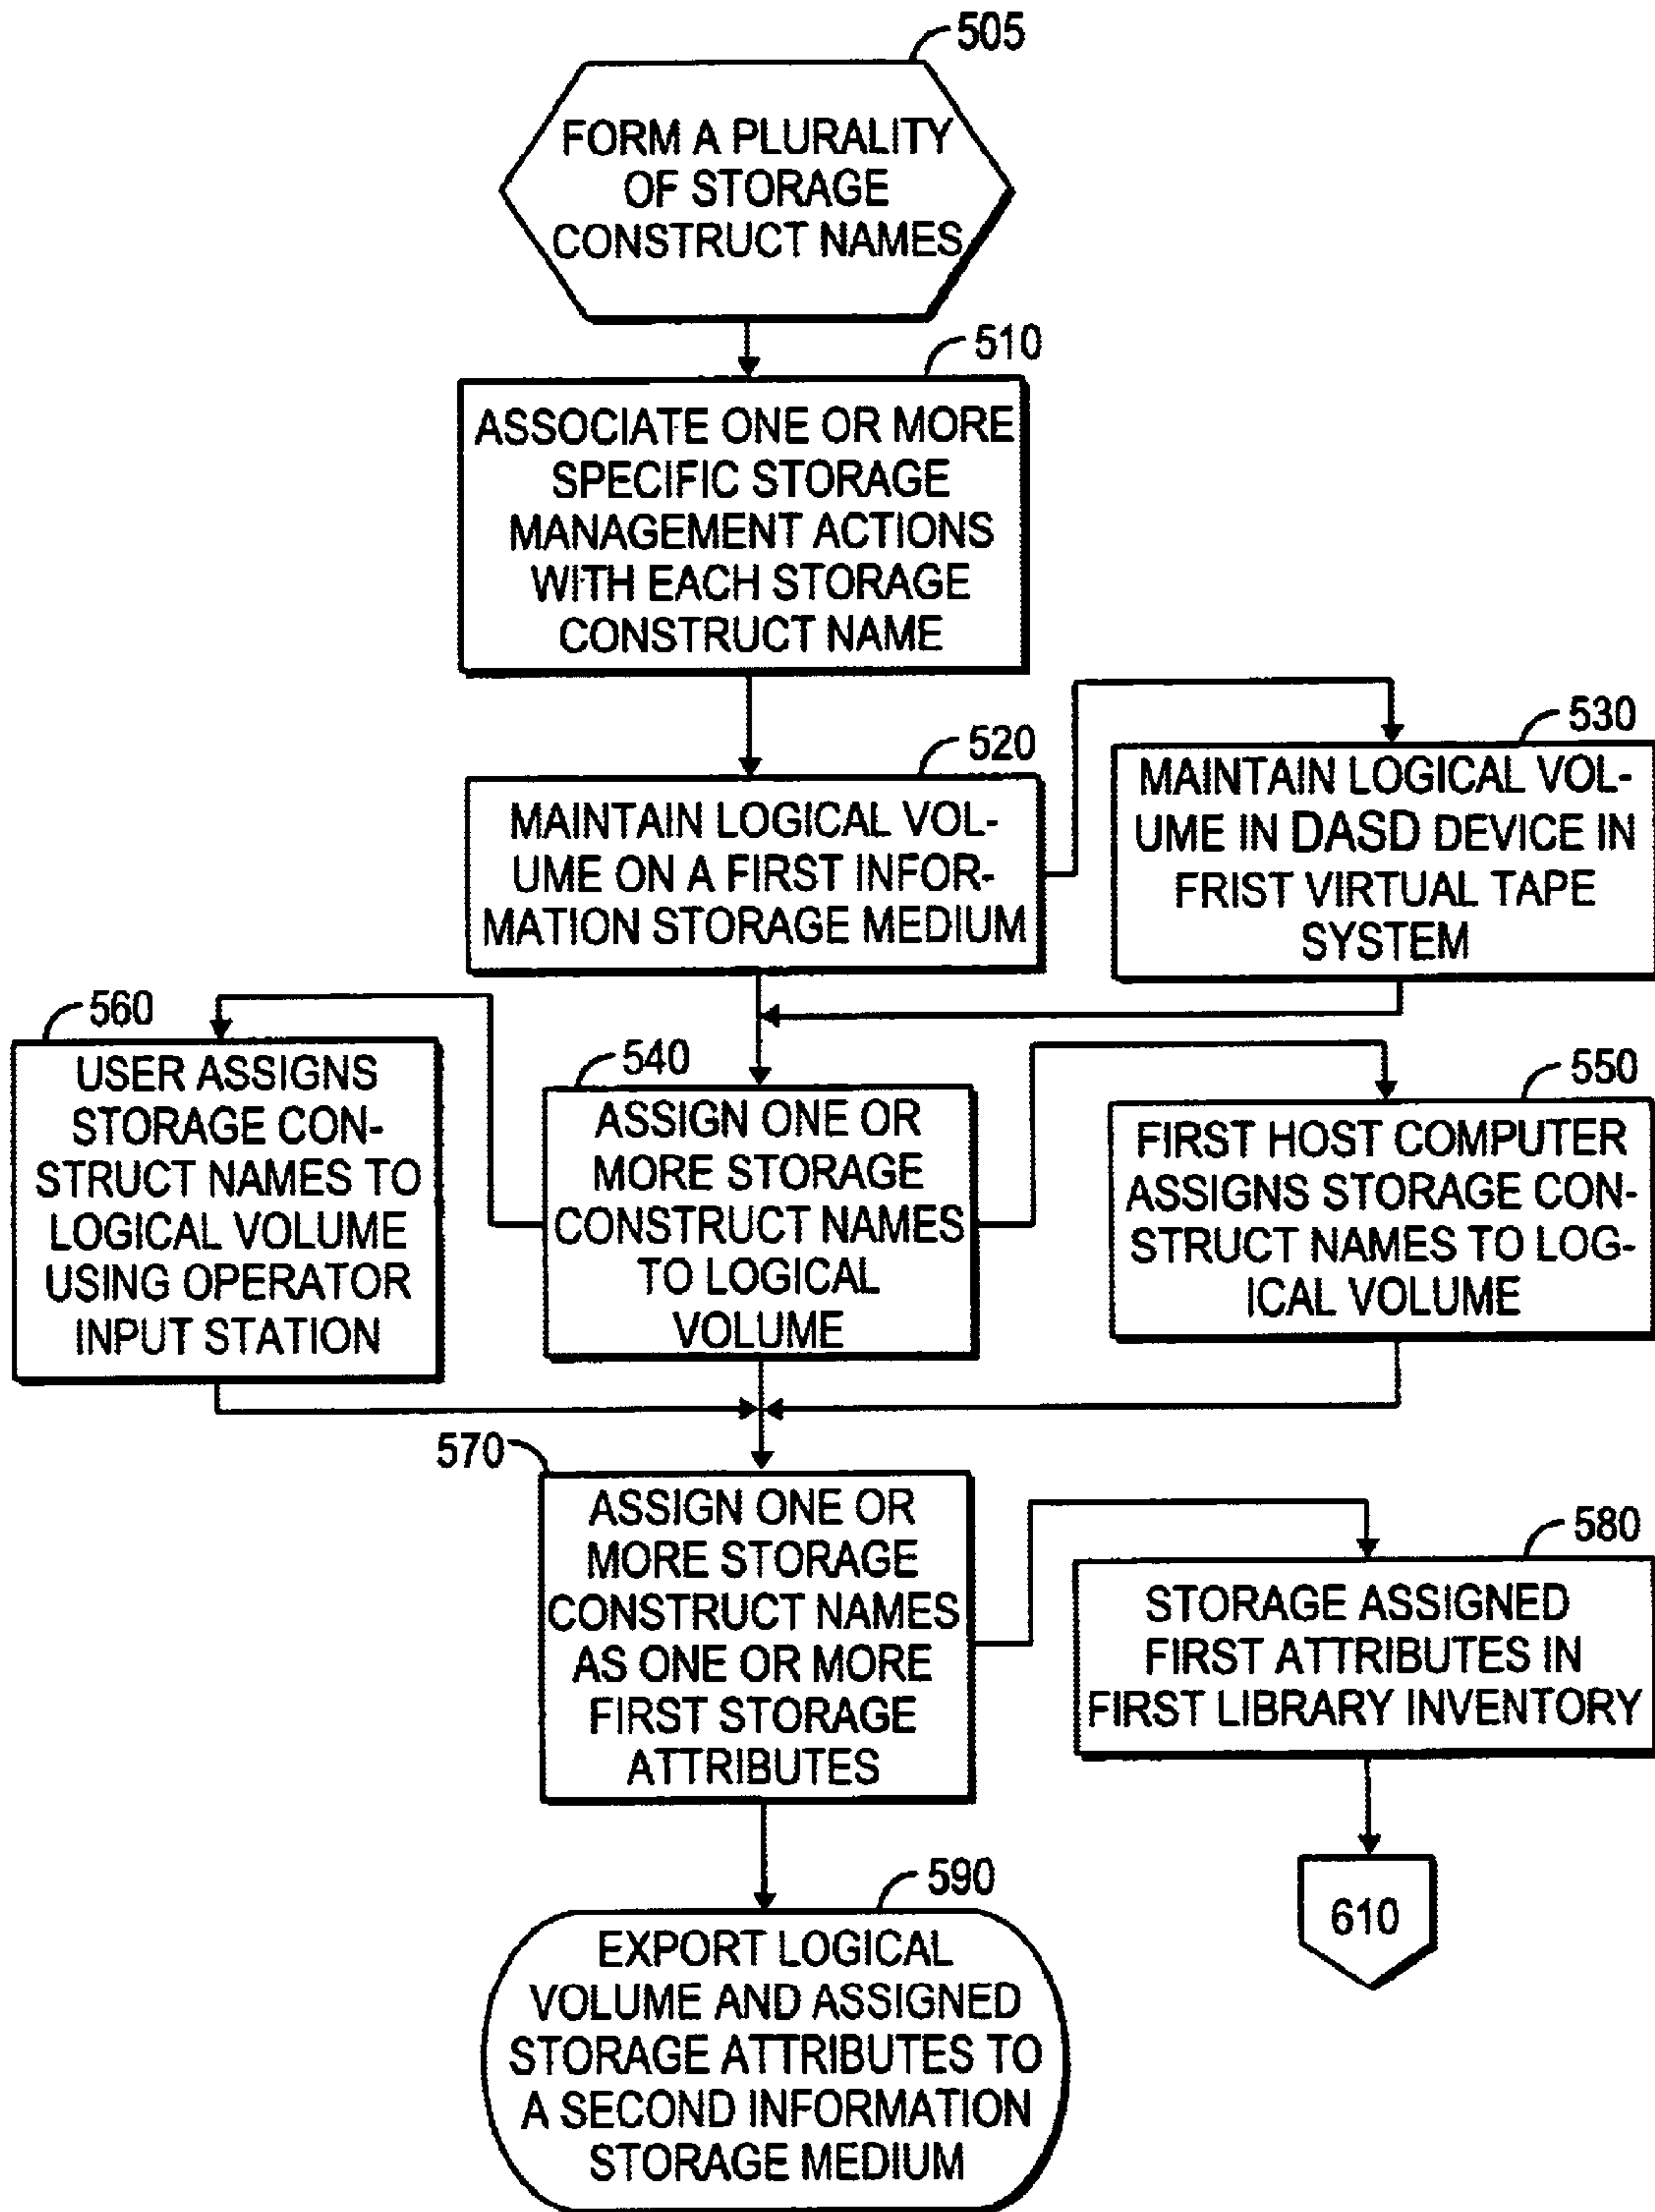 505
FORM A PLURALITY
OF STORAGE
CONSTRUCT NAMES
510
ASSOCIATE ONE OR MORE
SPECIFIC STORAGE
MANAGEMENT ACTIONS
WITH EACH STORAGE
CONSTRUCT NAME
520
MAINTAIN LOGICAL VOL-
UME ON A FIRST INFOR-
MATION STORAGE MEDIUM
530
MAINTAIN LOGICAL VOL-
UME IN DASD DEVICE IN
FRIST VIRTUAL TAPE
SYSTEM
560
USER ASSIGNS
STORAGE CON-
STRUCT NAMES TO
LOGICAL VOLUME
USING OPERATOR
INPUT STATION
540
ASSIGN ONE OR
MORE STORAGE
CONSTRUCT NAMES
TO LOGICAL
VOLUME
550
FIRST HOST COMPUTER
ASSIGNS STORAGE CON-
STRUCT NAMES TO LOG-
ICAL VOLUME
570
ASSIGN ONE OR
MORE STORAGE
CONSTRUCT NAMES
AS ONE OR MORE
FIRST STORAGE
ATTRIBUTES
580
STORAGE ASSIGNED
FIRST ATTRIBUTES IN
FIRST LIBRARY INVENTORY
610
590
EXPORT LOGICAL
VOLUME AND ASSIGNED
STORAGE ATTRIBUTES TO
A SECOND INFORMATION
STORAGE MEDIUM